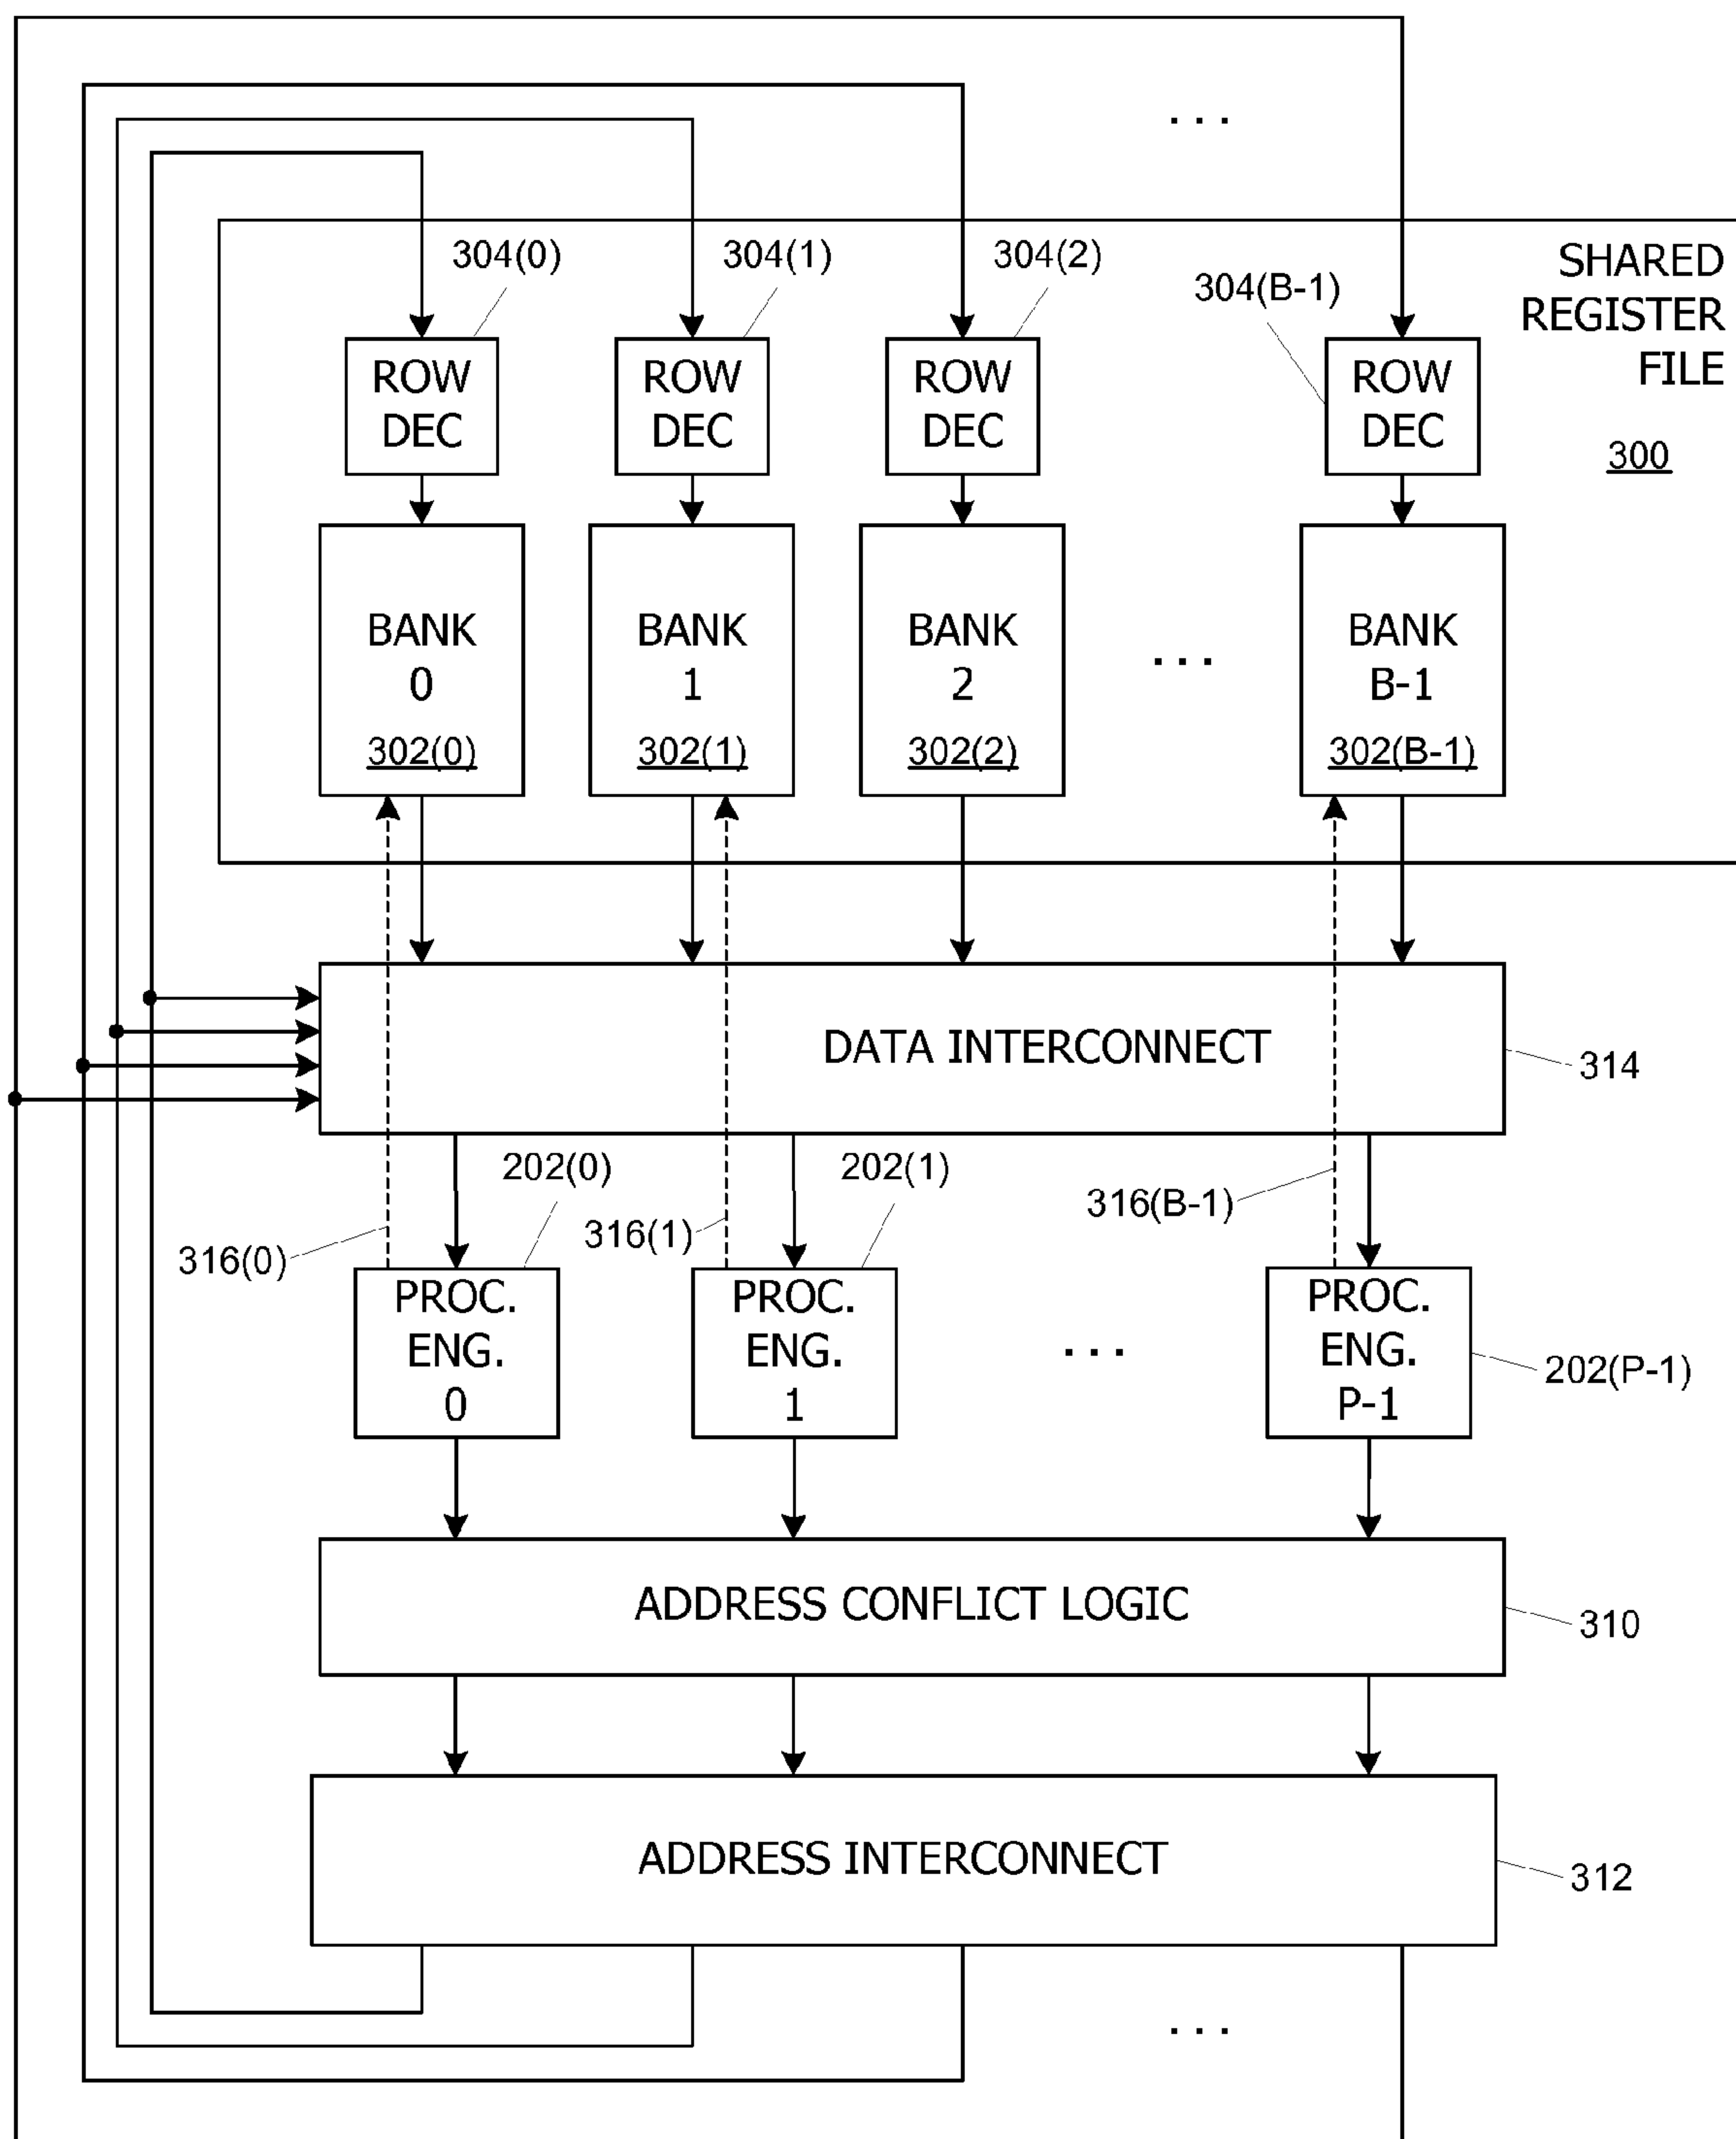 . . .
304(0)
304(1)
304(2)
304(B-1)
SHARED
REGISTER
FILE
300
ROW
DEC
ROW
DEC
ROW
DEC
ROW
DEC
BANK
0
302(0)
BANK
1
302(1)
BANK
2
302(2)
. . .
BANK
B-1
302(B-1)
DATA INTERCONNECT
314
202(0)
202(1)
316(0)
316(1)
316(B-1)
PROC.
ENG.
0
PROC.
ENG.
1
. . .
PROC.
ENG.
P-1
202(P-1)
ADDRESS CONFLICT LOGIC
310
ADDRESS INTERCONNECT
312
. . .